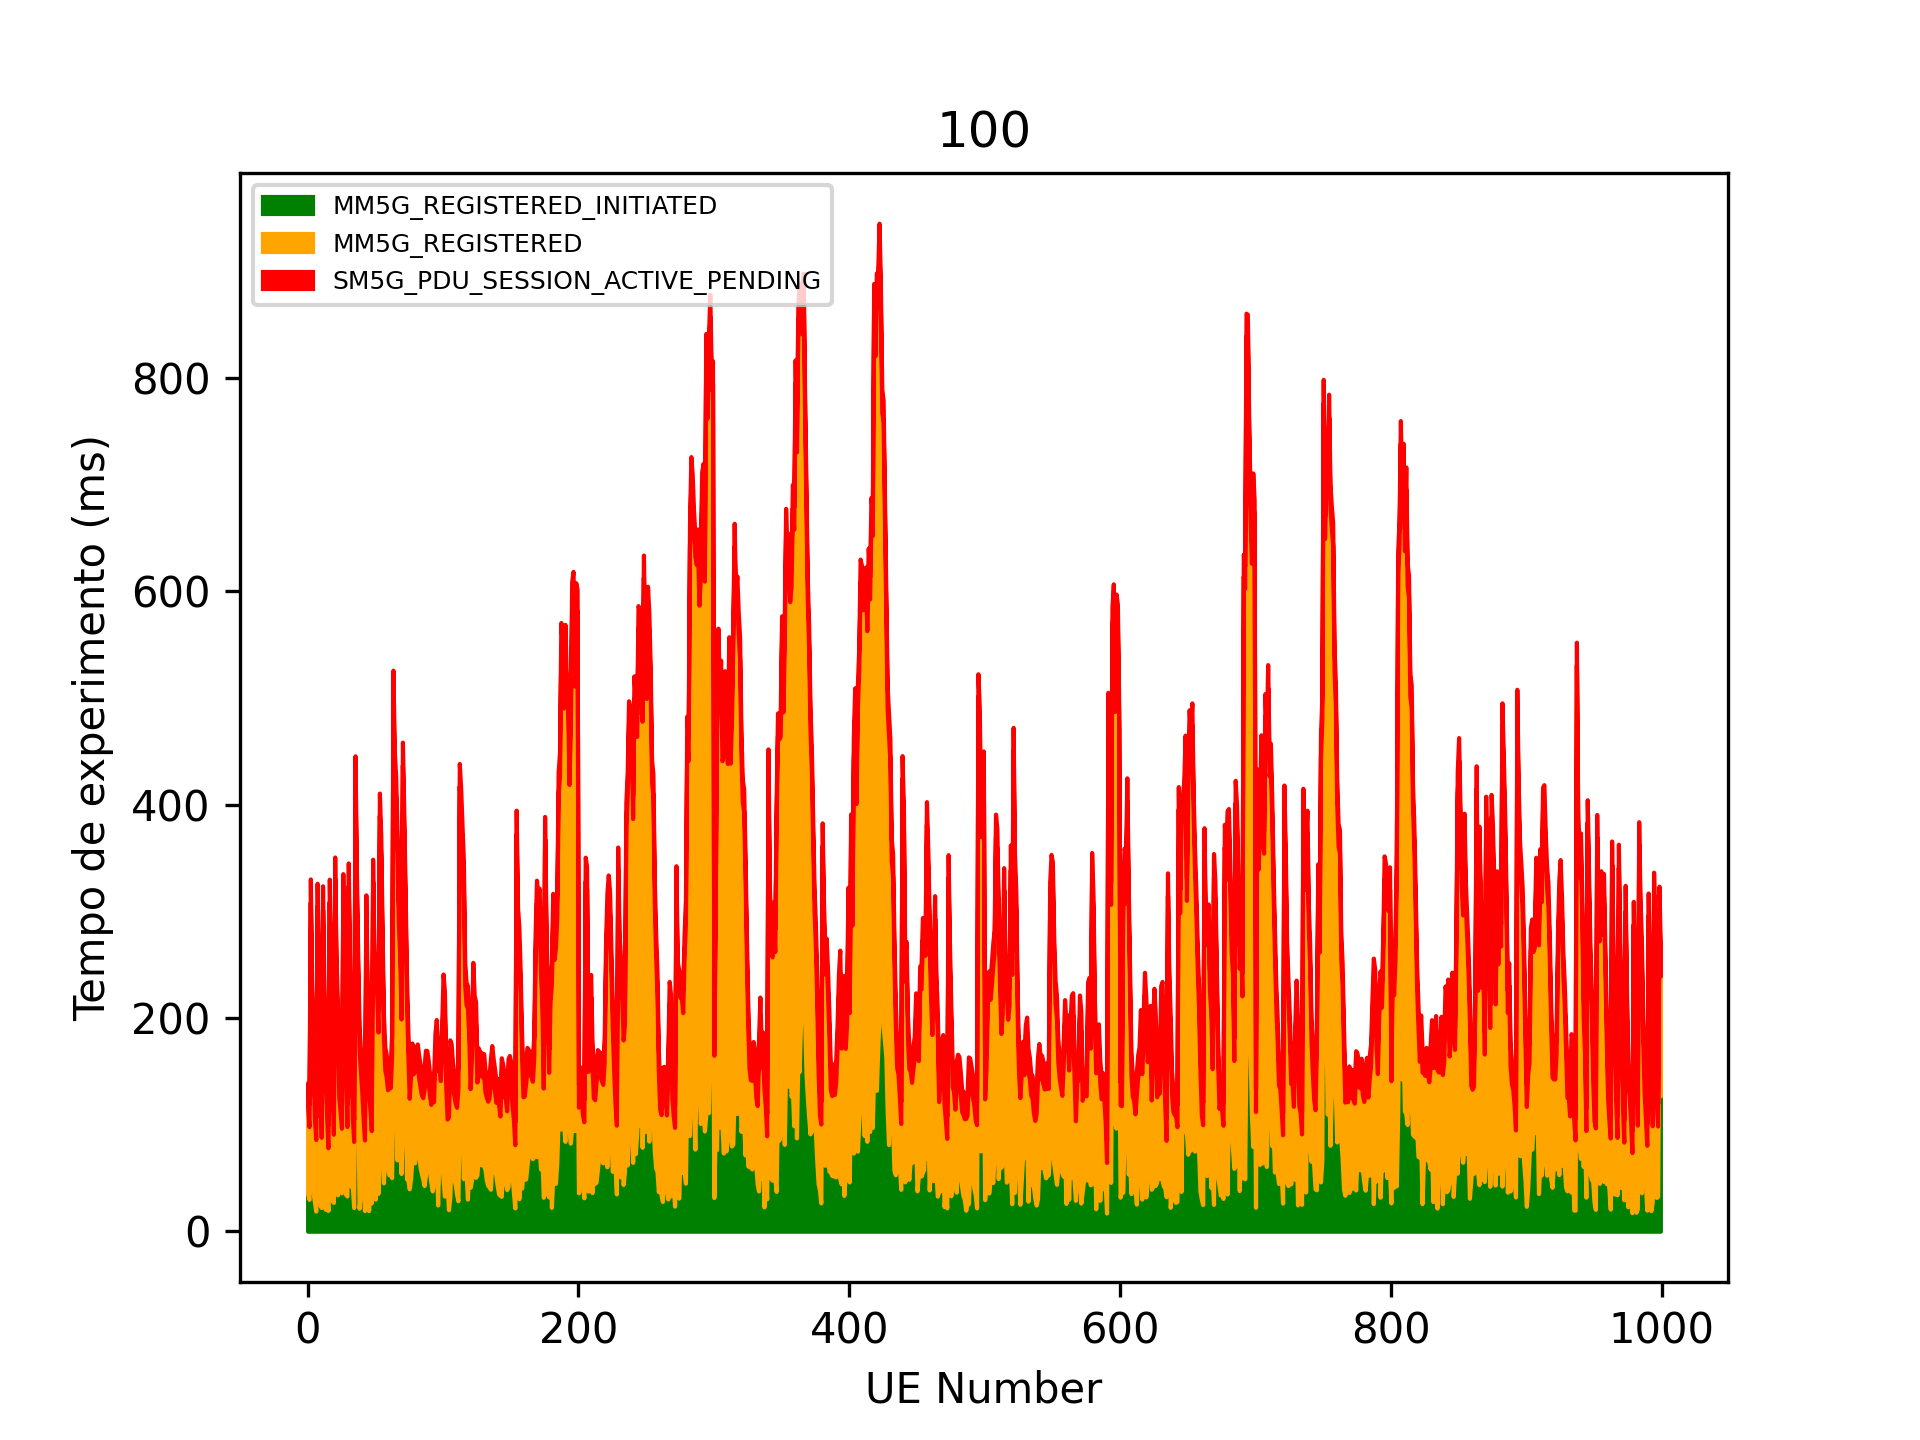 100
MM5G_REGISTERED_INITIATED
MM5G_REGISTERED
SM5G_PDU_SESSION_ACTIVE_PENDING
Tempo de experimento (ms)
800
600
400
200
0
0 200 400 600 800 1000
UE Number